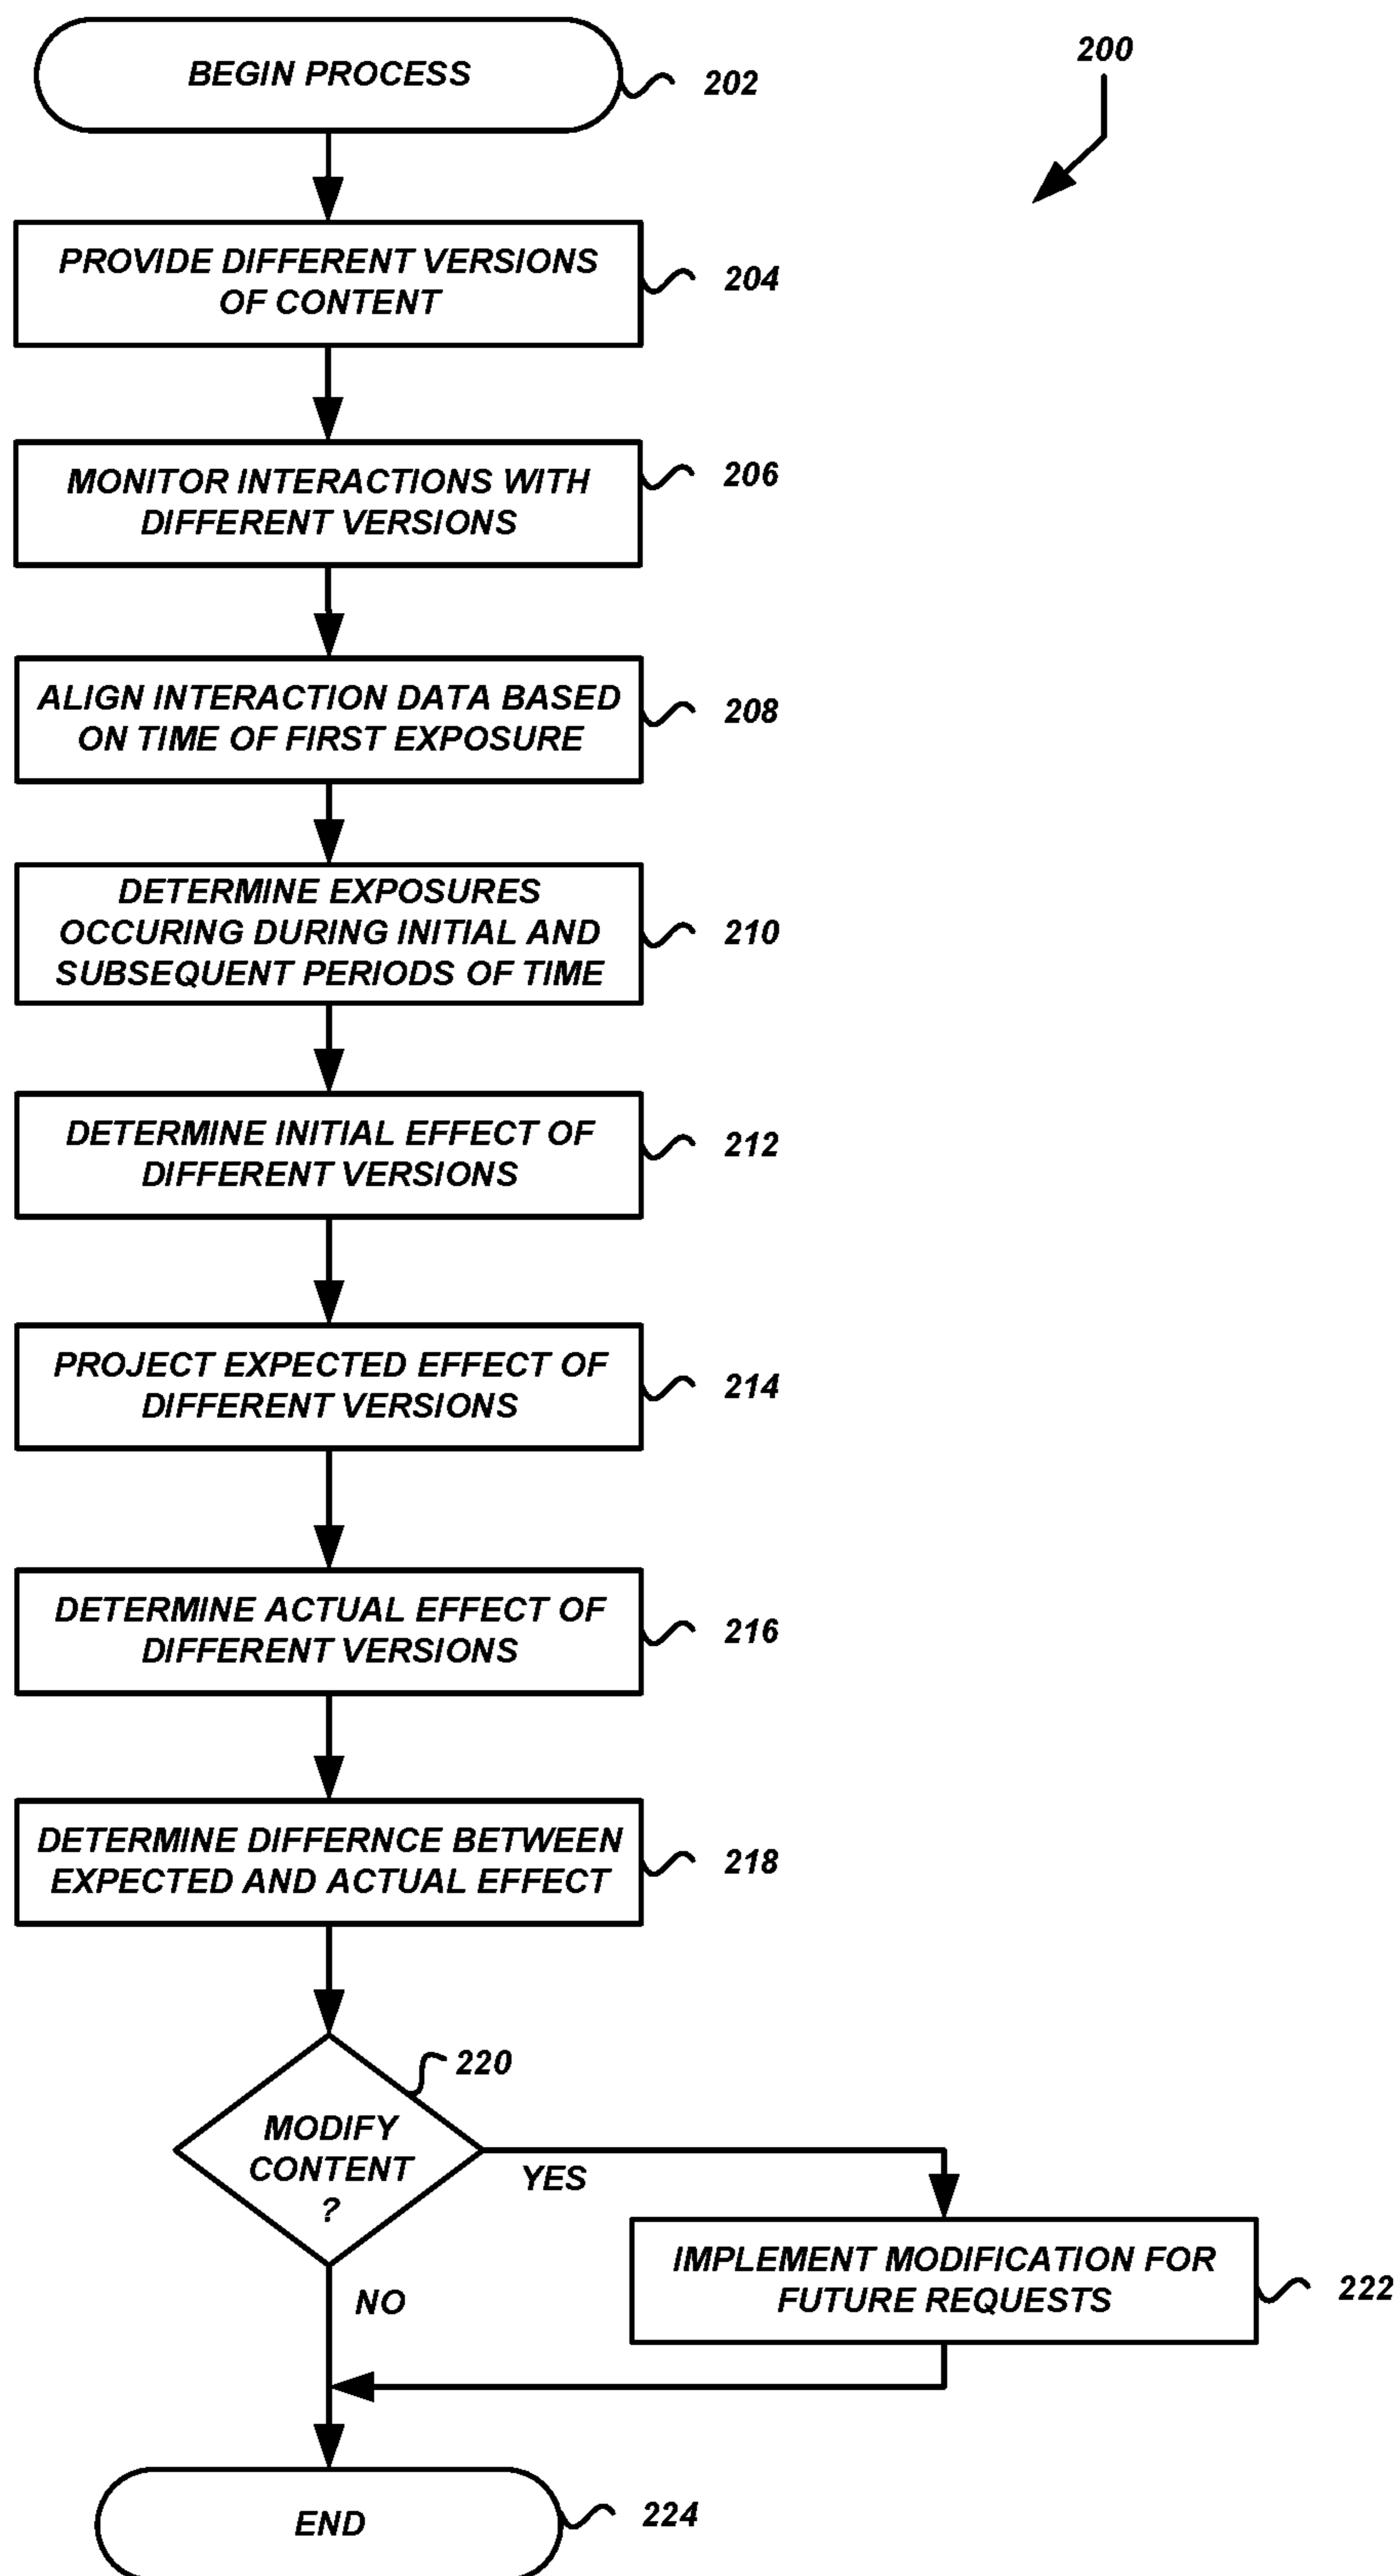 BEGIN PROCESS
202
200
PROVIDE DIFFERENT VERSIONS
OF CONTENT
204
MONITOR INTERACTIONS WITH
DIFFERENT VERSIONS
206
ALIGN INTERACTION DATA BASED
ON TIME OF FIRST EXPOSURE
208
DETERMINE EXPOSURES
OCCURING DURING INITIAL AND
SUBSEQUENT PERIODS OF TIME
210
DETERMINE INITIAL EFFECT OF
DIFFERENT VERSIONS
212
PROJECT EXPECTED EFFECT OF
DIFFERENT VERSIONS
214
DETERMINE ACTUAL EFFECT OF
DIFFERENT VERSIONS
216
DETERMINE DIFFERNCE BETWEEN
EXPECTED AND ACTUAL EFFECT
218
220
MODIFY
CONTENT
?
YES
NO
IMPLEMENT MODIFICATION FOR
FUTURE REQUESTS
222
END
224